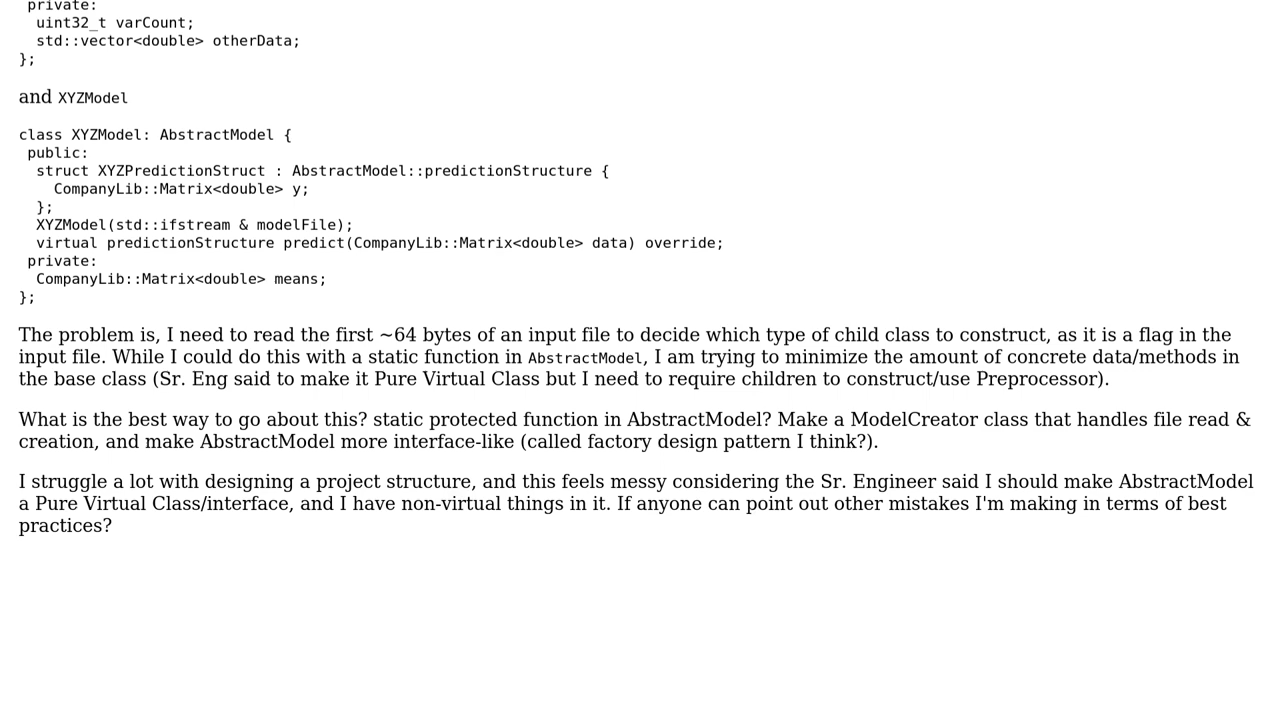 private:
uint32_t varCount;
std::vector<double> otherData;
};
and XYZModel
class XYZModel: AbstractModel {
public:
struct XYZPredictionStruct : AbstractModel::predictionStructure {
CompanyLib::Matrix<double> y;
};
XYZModel(std::ifstream & modelFile);
virtual predictionStructure predict(CompanyLib::Matrix<double> data) override;
private:
CompanyLib::Matrix<double> means;
};
The problem is, I need to read the first ~64 bytes of an input file to decide which type of child class to construct, as it is a flag in the
input file. While I could do this with a static function in AbstractModel, I am trying to minimize the amount of concrete data/methods in
the base class (Sr. Eng said to make it Pure Virtual Class but I need to require children to construct/use Preprocessor).
What is the best way to go about this? static protected function in AbstractModel? Make a ModelCreator class that handles file read &
creation, and make AbstractModel more interface-like (called factory design pattern I think?).
I struggle a lot with designing a project structure, and this feels messy considering the Sr. Engineer said I should make AbstractModel
a Pure Virtual Class/interface, and I have non-virtual things in it. If anyone can point out other mistakes I'm making in terms of best
practices?